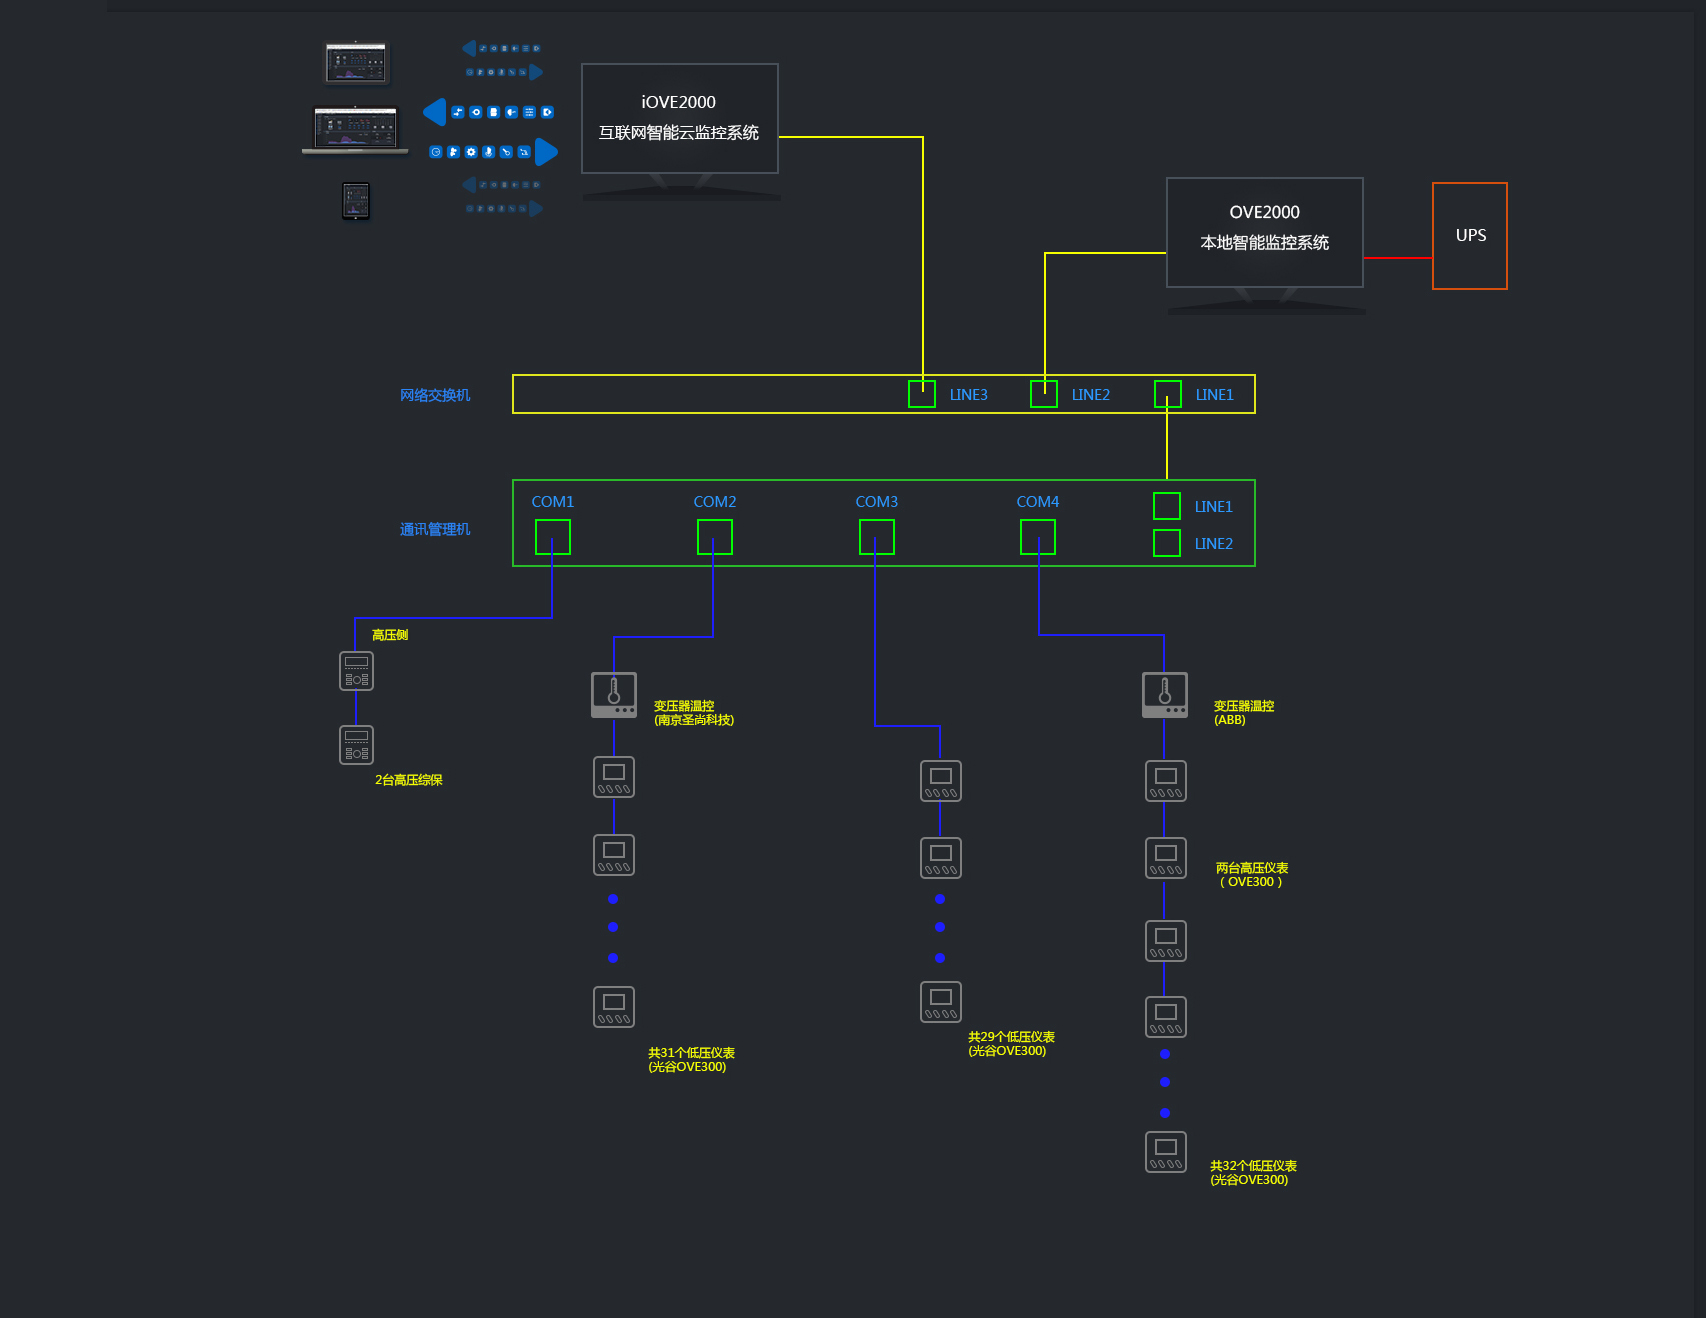 iOVE2000
互联网智能云监控系统
OVE2000
本地智能监控系统
UPS
网络交换机
LINE3
LINE2
LINE1
COM1
COM2
COM3
COM4
LINE1
通讯管理机
LINE2
高压侧
变压器温控
(南京圣尚科技)
变压器温控
(ABB)
2台高压综保
两台高压仪表
（OVE300）
共29个低压仪表
(光谷OVE300)
共31个低压仪表
(光谷OVE300)
共32个低压仪表
(光谷OVE300)